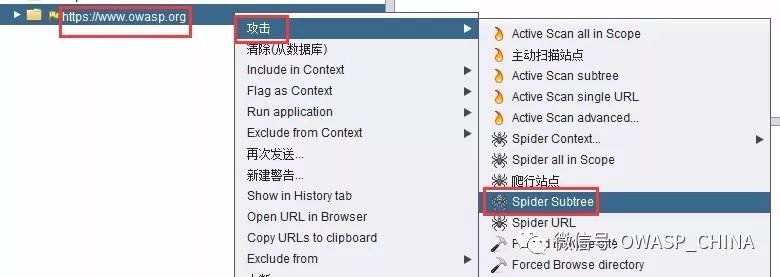 https://www.owasp.org
攻击
清除(从数据库)
Include in Context
Flag as Context
Run application
Exclude from Context
再次发送...
新建警告...
Show in History tab
Open URL in Browser
Copy URLs to clipboard
Exclude from
Active Scan all in Scope
主动扫描站点
Active Scan subtree
Active Scan single URL
Active Scan advanced...
Spider Context...
Spider all in Scope
爬行站点
Spider Subtree
Spider URL
Forced Browse site
Forced Browse directory
微信号: OWASP_CHINA